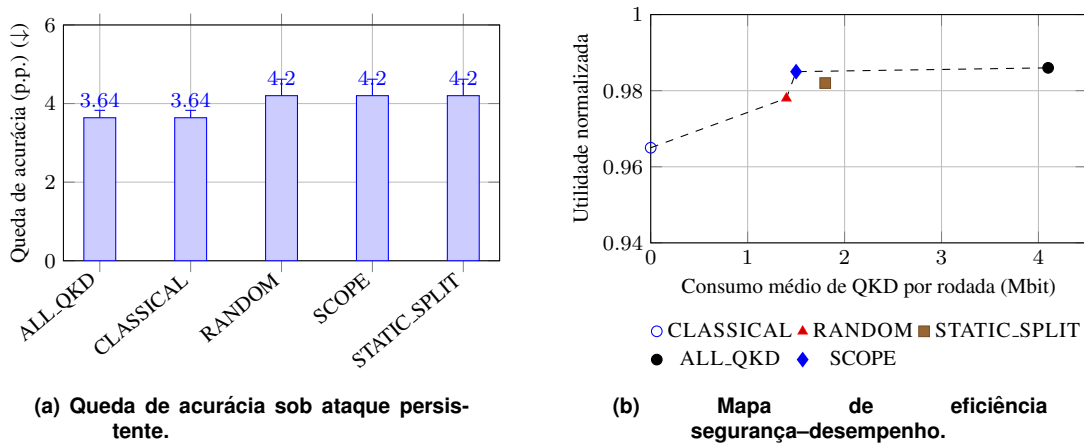 Queda de acurácia (p.p.) (↓)
6
4
2
0
3.64
3.64
4.2
4.2
4.2
ALL_QKD
CLASSICAL
RANDOM
SCOPE
STATIC_SPLIT
(a) Queda de acurácia sob ataque persis-
tente.
Utilidade normalizada
1
0.98
0.96
0.94
0
1
2
3
4
Consumo médio de QKD por rodada (Mbit)
CLASSICAL RANDOM STATIC_SPLIT
ALL_QKD SCOPE
(b) Mapa de eficiência
segurança–desempenho.